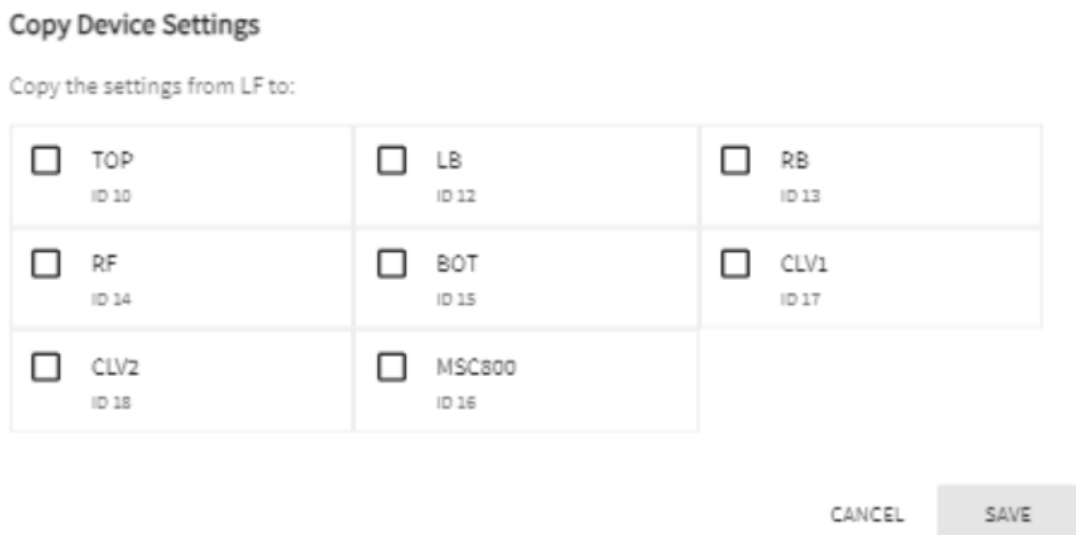 Copy Device Settings
Copy the settings from LF to:
TOP
ID 10
LB
ID 12
RB
ID 13
RF
ID 14
BOT
ID 15
CLV1
ID 17
CLV2
ID 18
MSC800
ID 16
CANCEL
SAVE